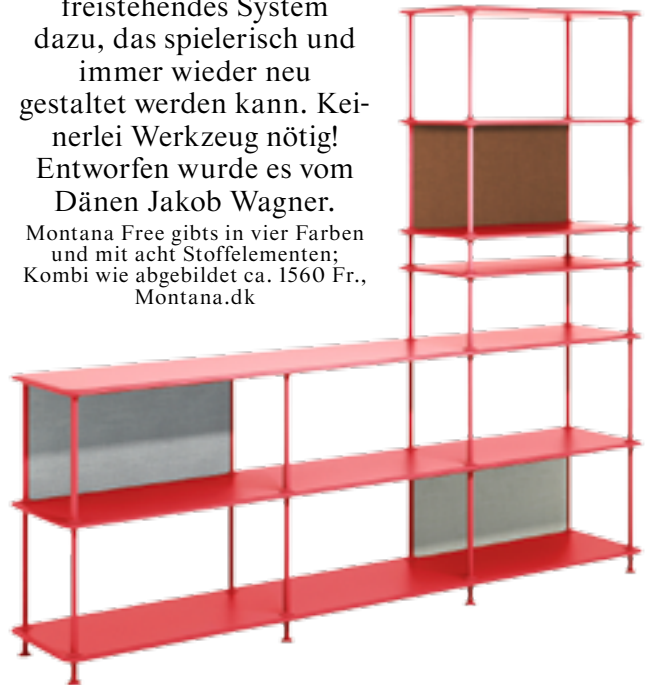 freistehendes System
dazu, das spielerisch und
immer wieder neu
gestaltet werden kann. Kei-
nerlei Werkzeug nötig!
Entworfen wurde es vom
Dänen Jakob Wagner.
Montana Free gibts in vier Farben
und mit acht Stoffelementen;
Kombi wie abgebildet ca. 1560 Fr.,
Montana.dk